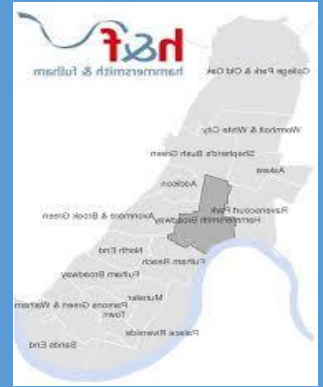 h&f
hammersmith & fulham
College Park & Old Oak
Wormholt & White City
Shepherd's Bush Green
Askew
Addison
Ravenscourt Park
Hammersmith Broadway
Avonmore & Brook Green
North End
Fulham Reach
Fulham Broadway
Munster
Parsons Green & Walham
Town
Palace Riverside
Sands End